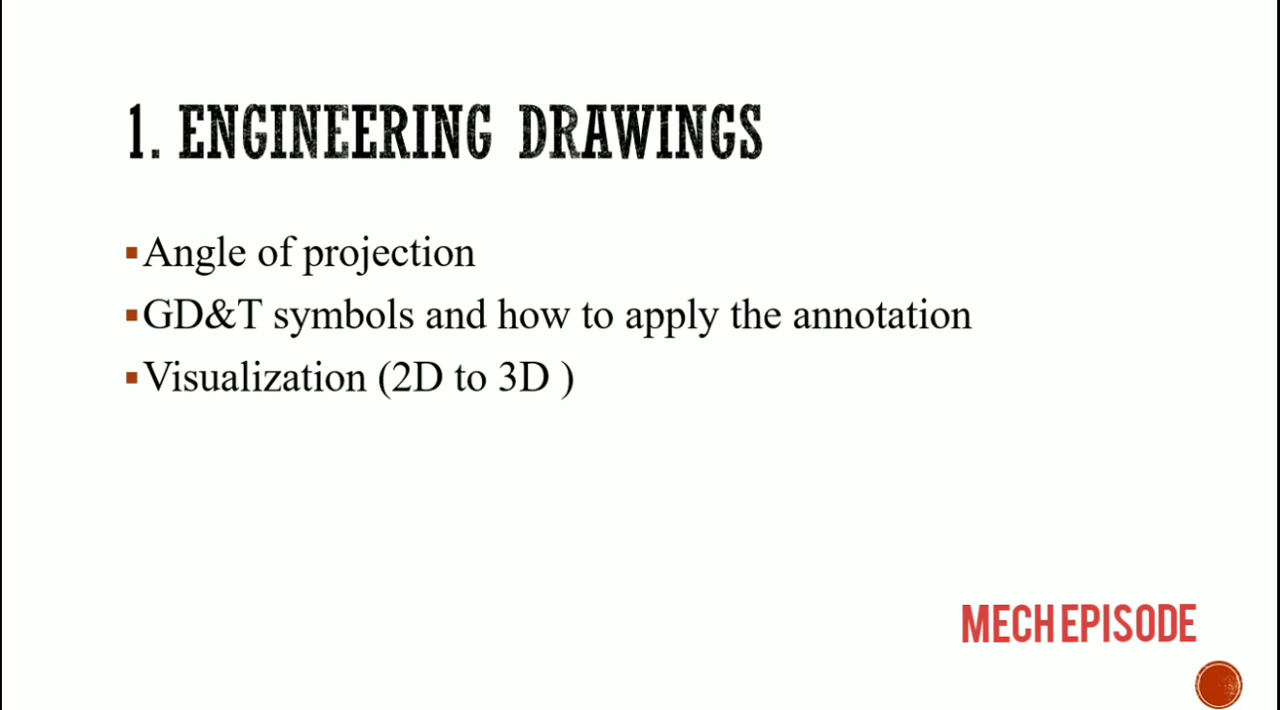 1. ENGINEERING DRAWINGS
▪Angle of projection
▪GD&T symbols and how to apply the annotation
▪Visualization (2D to 3D )
MECH EPISODE